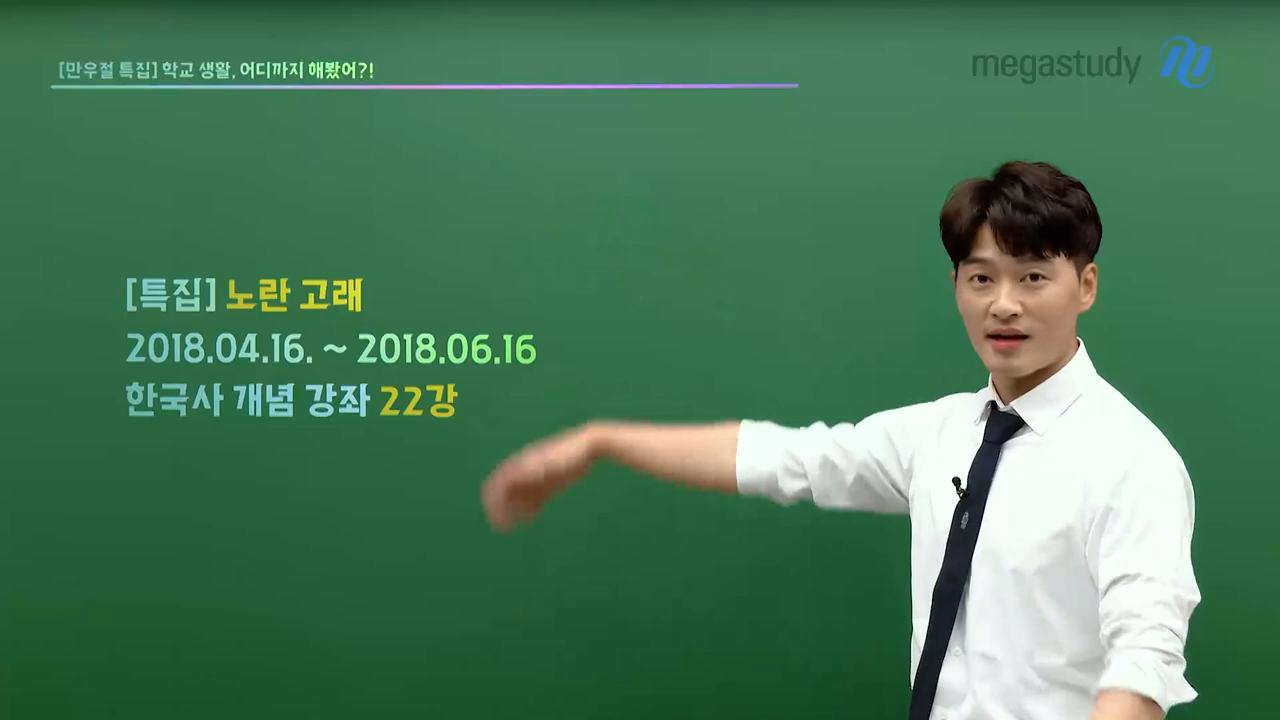 [만우절 특집] 학교 생활, 어디까지 해봤어?!
megastudy
[특집] 노란 고래
2018.04.16. ~ 2018.06.16
한국사 개념 강좌 22강